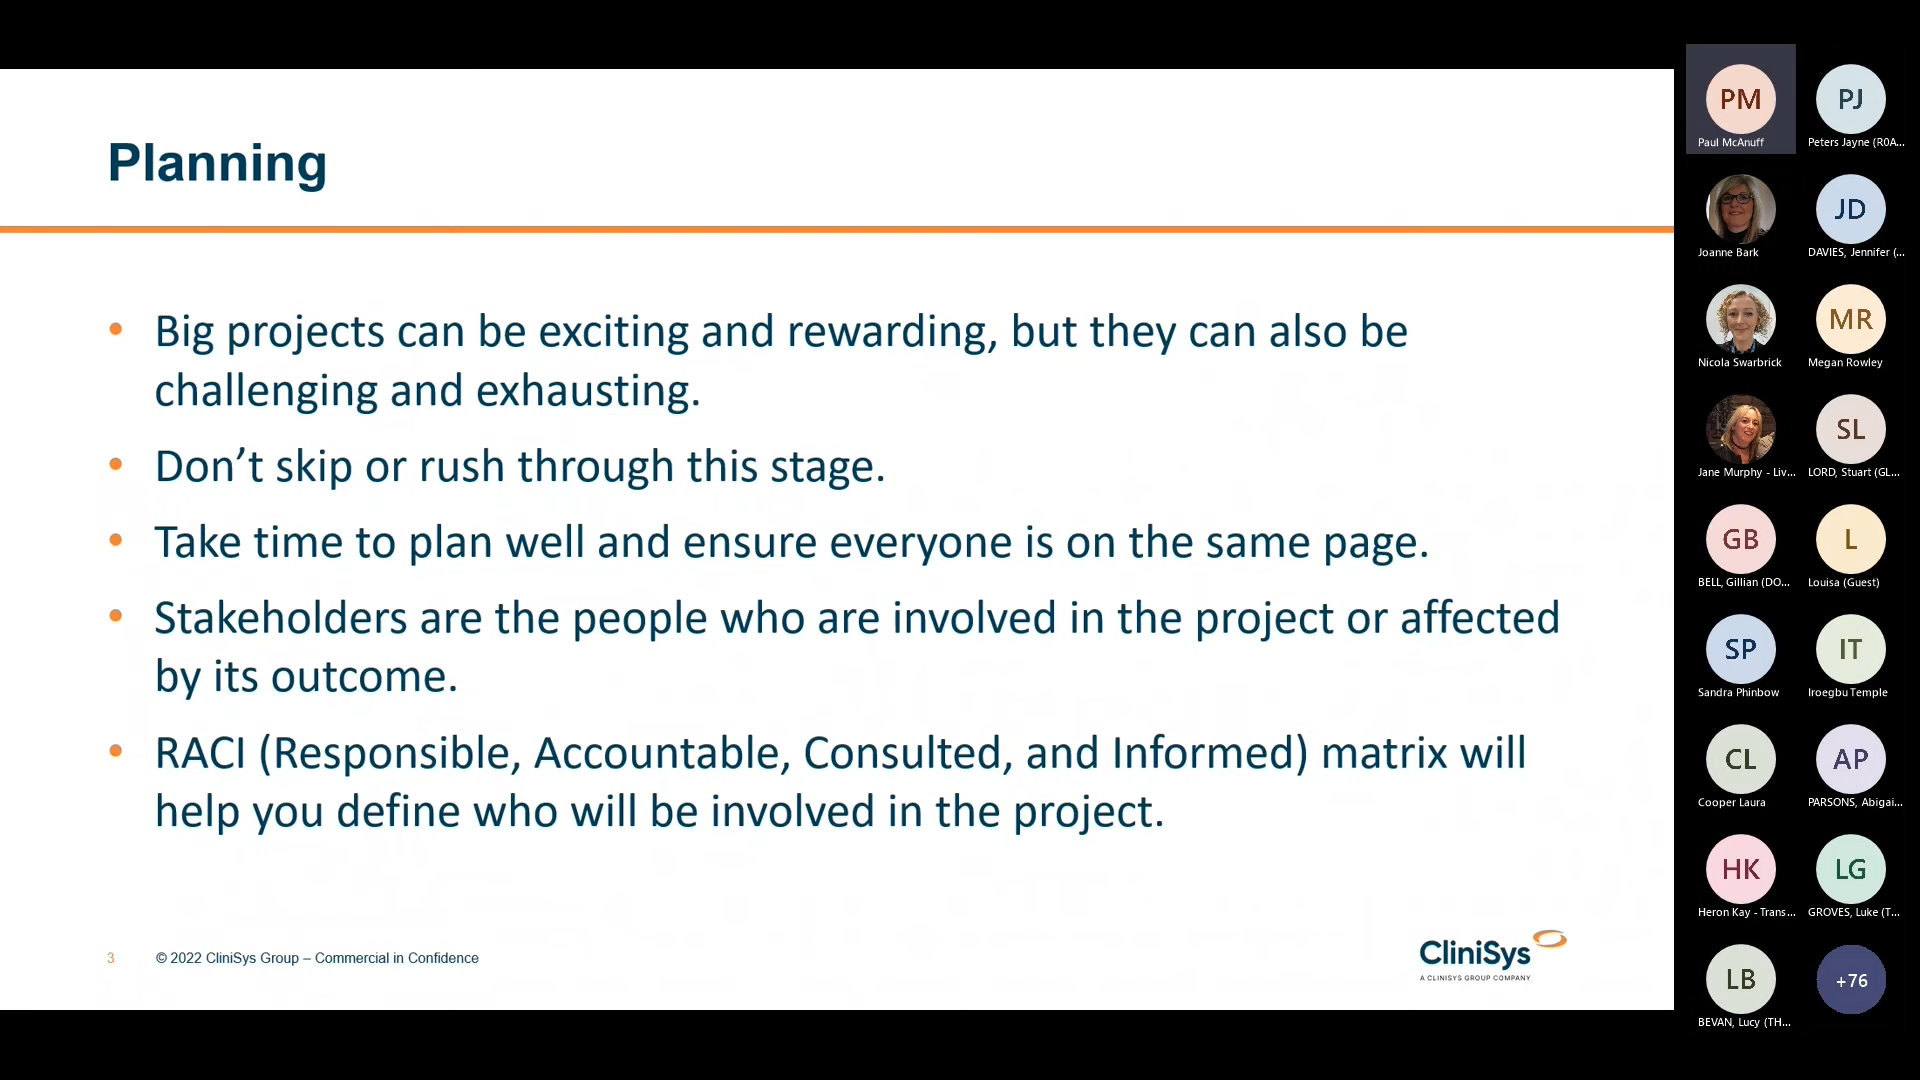 Planning
• Big projects can be exciting and rewarding, but they can also be
challenging and exhausting.
• Don’t skip or rush through this stage.
• Take time to plan well and ensure everyone is on the same page.
• Stakeholders are the people who are involved in the project or affected
by its outcome.
• RACI (Responsible, Accountable, Consulted, and Informed) matrix will
help you define who will be involved in the project.
3 © 2022 CliniSys Group – Commercial in Confidence
CliniSys
A CLINISYS GROUP COMPANY
PM
Paul McAnuff
PJ
Peters Jayne (R0A...
Joanne Bark
JD
DAVIES, Jennifer (...
Nicola Swarbrick
MR
Megan Rowley
Jane Murphy - Liv...
SL
LORD, Stuart (GL...
GB
BELL, Gillian (DO...
L
Louisa (Guest)
SP
Sandra Phinbow
IT
Iroegbu Temple
CL
Cooper Laura
AP
PARSONS, Abigai...
HK
Heron Kay - Trans...
LG
GROVES, Luke (T...
LB
BEVAN, Lucy (TH...
+76